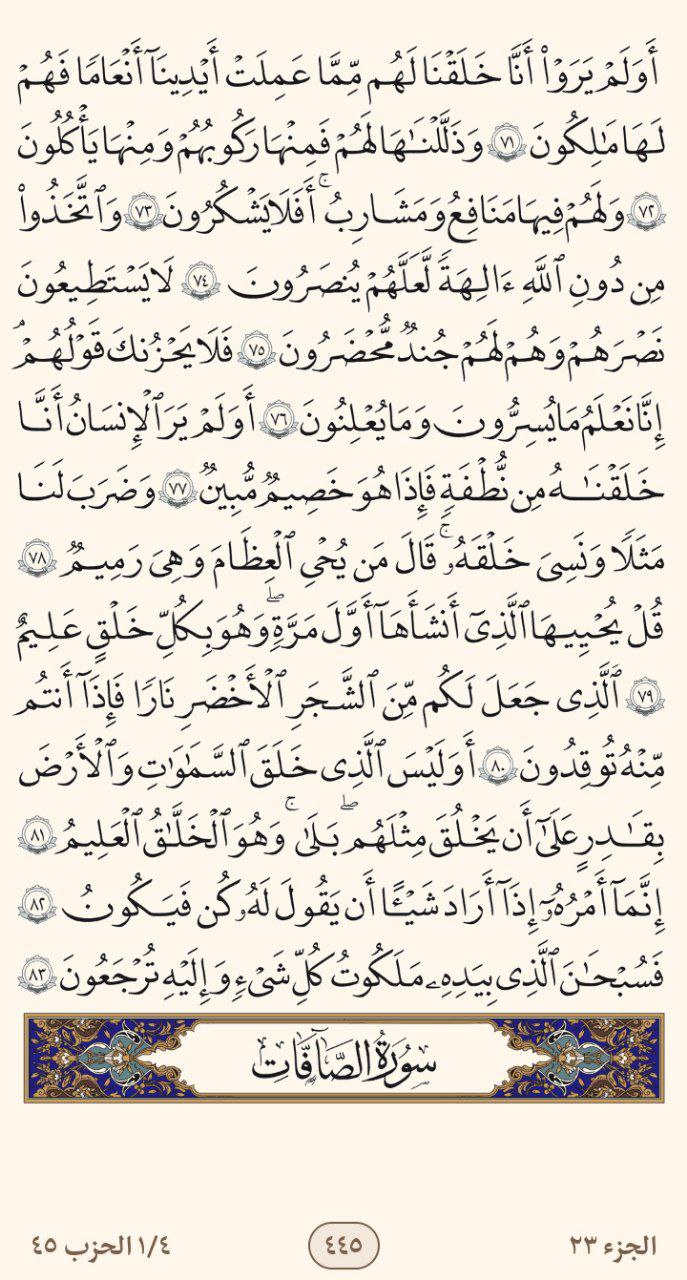 أَوَلَمْ يَرَوْا۟ أَنَّا خَلَقْنَا لَهُم مِّمَّا عَمِلَتْ أَيْدِينَآ أَنْعَامًا فَهُمْ
لَهَا مَـٰلِكُونَ ٧١ وَذَلَّلْنَـٰهَا لَهُمْ فَمِنْهَا رَكُوبُهُمْ وَمِنْهَا يَأْكُلُونَ
٧٢ وَلَهُمْ فِيهَا مَنَـٰفِعُ وَمَشَارِبُ ۚ أَفَلَا يَشْكُرُونَ ٧٣ وَٱتَّخَذُوا۟
مِن دُونِ ٱللَّهِ ءَالِهَةً لَّعَلَّهُمْ يُنصَرُونَ ٧٤ لَا يَسْتَطِيعُونَ
نَصْرَهُمْ وَهُمْ لَهُمْ جُندٌ مُّحْضَرُونَ ٧٥ فَلَا يَحْزُنكَ قَوْلُهُمْ ۘ
إِنَّا نَعْلَمُ مَا يُسِرُّونَ وَمَا يُعْلِنُونَ ٧٦ أَوَلَمْ يَرَ ٱلْإِنسَـٰنُ أَنَّا
خَلَقْنَـٰهُ مِن نُّطْفَةٍ فَإِذَا هُوَ خَصِيمٌ مُّبِينٌ ٧٧ وَضَرَبَ لَنَا
مَثَلًا وَنَسِىَ خَلْقَهُۥ ۖ قَالَ مَن يُحْىِ ٱلْعِظَـٰمَ وَهِىَ رَمِيمٌ ٧٨
قُلْ يُحْيِيهَا ٱلَّذِىٓ أَنشَأَهَآ أَوَّلَ مَرَّةٍ ۖ وَهُوَ بِكُلِّ خَلْقٍ عَلِيمٌ
٧٩ ٱلَّذِى جَعَلَ لَكُم مِّنَ ٱلشَّجَرِ ٱلْأَخْضَرِ نَارًا فَإِذَآ أَنتُم
مِّنْهُ تُوقِدُونَ ٨٠ أَوَلَيْسَ ٱلَّذِى خَلَقَ ٱلسَّمَـٰوَٰتِ وَٱلْأَرْضَ
بِقَـٰدِرٍ عَلَىٰٓ أَن يَخْلُقَ مِثْلَهُم ۖ بَلَىٰ ۚ وَهُوَ ٱلْخَلَّـٰقُ ٱلْعَلِيمُ ٨١
إِنَّمَآ أَمْرُهُۥٓ إِذَآ أَرَادَ شَيْـًٔا أَن يَقُولَ لَهُۥ كُن فَيَكُونُ ٨٢
فَسُبْحَـٰنَ ٱلَّذِى بِيَدِهِۦ مَلَكُوتُ كُلِّ شَىْءٍ وَإِلَيْهِ تُرْجَعُونَ ٨٣
سُورَةُ الصَّافَّاتِ
الجزء ٢٣
٤٤٥
١/٤ الحزب ٤٥